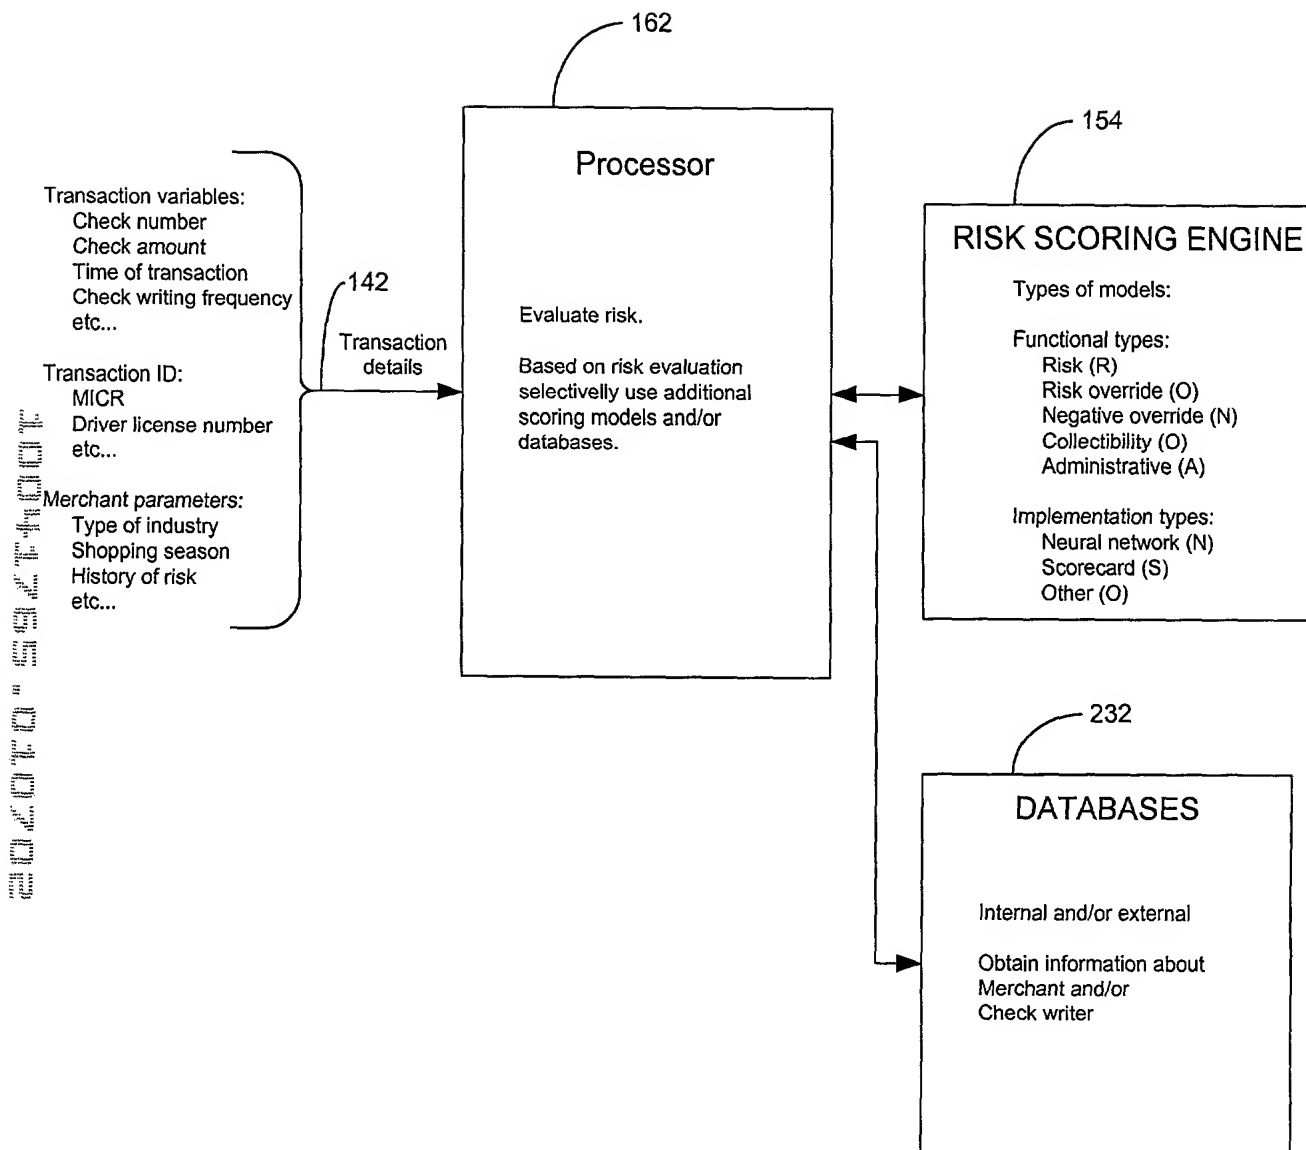 162
Processor
Evaluate risk.
Based on risk evaluation
selectivelly use additional
scoring models and/or
databases.
154
RISK SCORING ENGINE
Types of models:
Functional types:
Risk (R)
Risk override (O)
Negative override (N)
Collectibility (O)
Administrative (A)
Implementation types:
Neural network (N)
Scorecard (S)
Other (O)
Transaction variables:
Check number
Check amount
Time of transaction
Check writing frequency
etc...
Transaction ID:
MICR
Driver license number
etc...
Merchant parameters:
Type of industry
Shopping season
History of risk
etc...
142
Transaction
details
232
DATABASES
Internal and/or external
Obtain information about
Merchant and/or
Check writer
10041765.010702